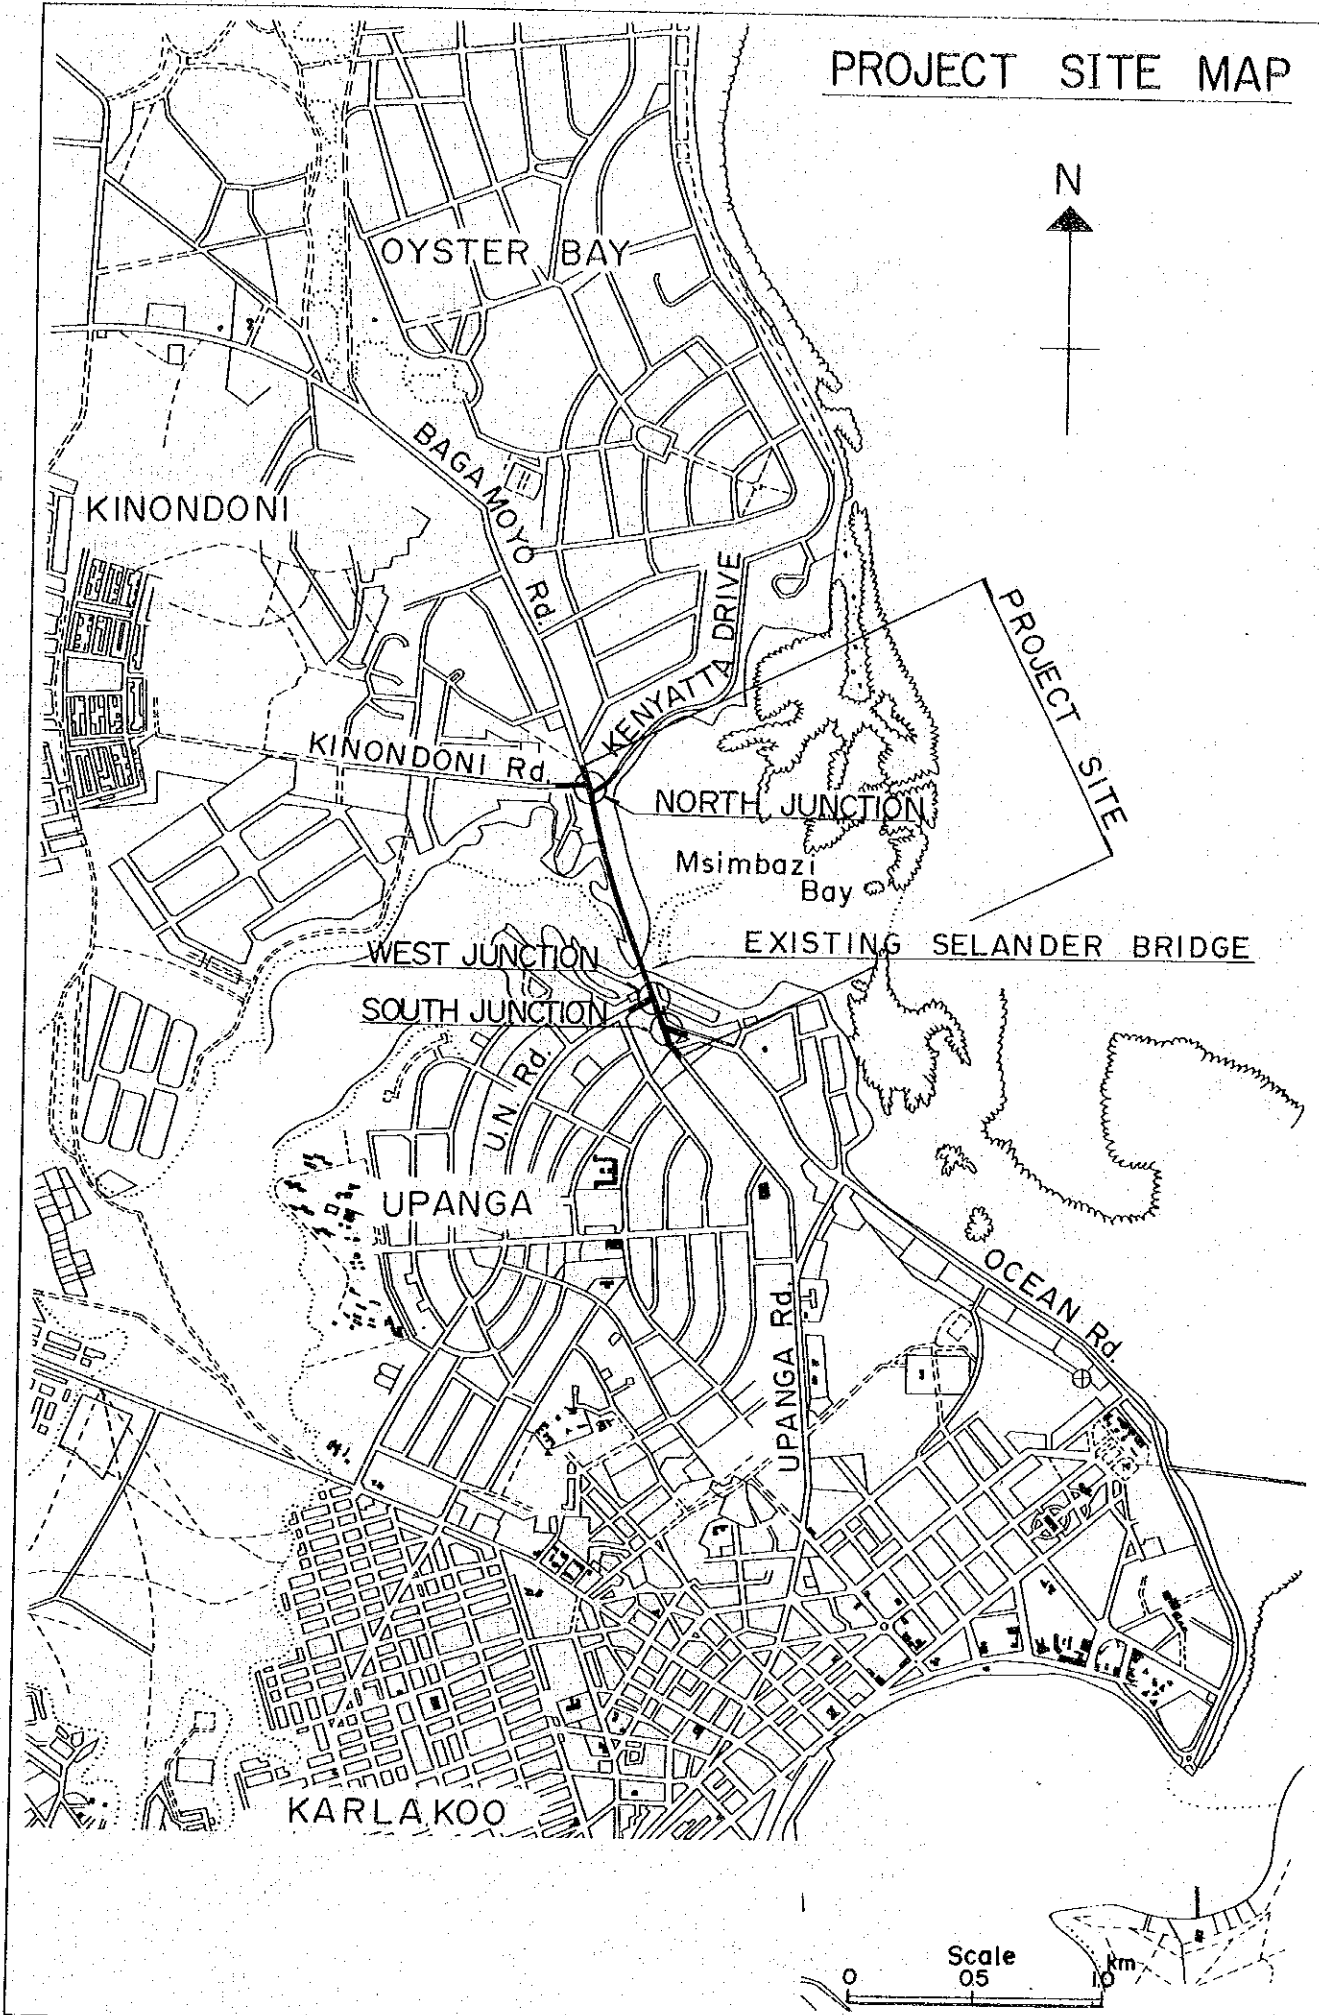 PROJECT SITE MAP
N
OYSTER BAY
BAGAMOYO Rd.
KINONDONI
KENYATTA DRIVE
PROJECT SITE
KINONDONI Rd.
NORTH JUNCTION
Msimbazi
Bay
WEST JUNCTION
EXISTING SELANDER BRIDGE
SOUTH JUNCTION
U.N. Rd.
UPANGA
OCEAN Rd.
UPANGA Rd.
KARLAKOO
Scale
0 0.5 1.0 km